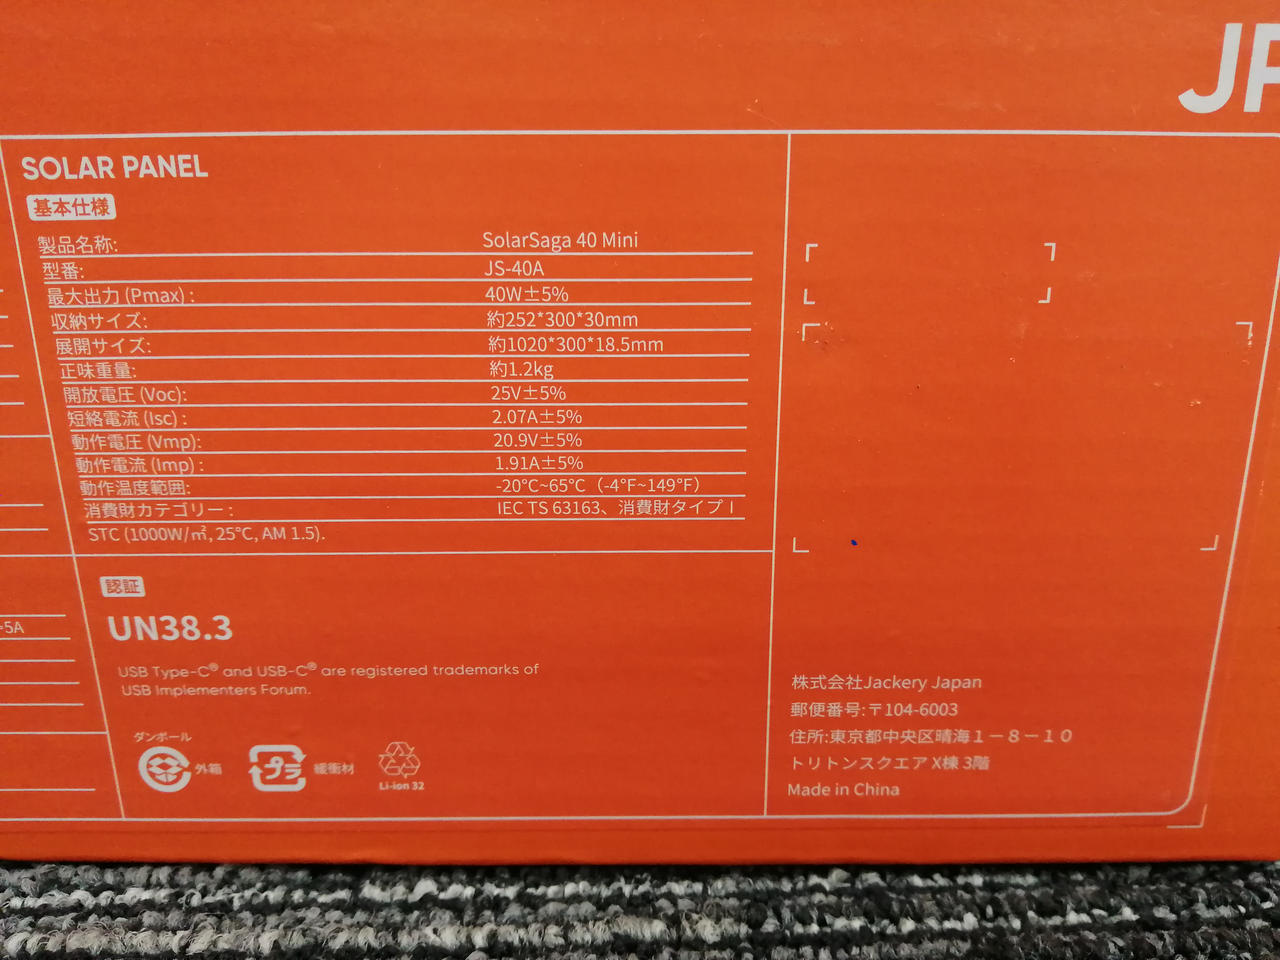 JP
SOLAR PANEL
基本仕様
製品名称: SolarSaga 40 Mini
型番: JS-40A
最大出力 (Pmax) : 40W±5%
収納サイズ: 約252*300*30mm
展開サイズ: 約1020*300*18.5mm
正味重量: 約1.2kg
開放電圧 (Voc): 25V±5%
短絡電流 (Isc) : 2.07A±5%
動作電圧 (Vmp): 20.9V±5%
動作電流 (Imp) : 1.91A±5%
動作温度範囲: -20°C~65°C（-4°F~149°F）
消費財カテゴリー : IEC TS 63163、消費財タイプ I
STC (1000W/㎡, 25°C, AM 1.5).
認証
UN38.3
=5A
USB Type-C® and USB-C® are registered trademarks of
USB Implementers Forum.
ダンボール
外箱
プラ
緩衝材
Li-ion 32
株式会社Jackery Japan
郵便番号:〒104-6003
住所:東京都中央区晴海１－８－１０
トリトンスクエア X棟 3階
Made in China